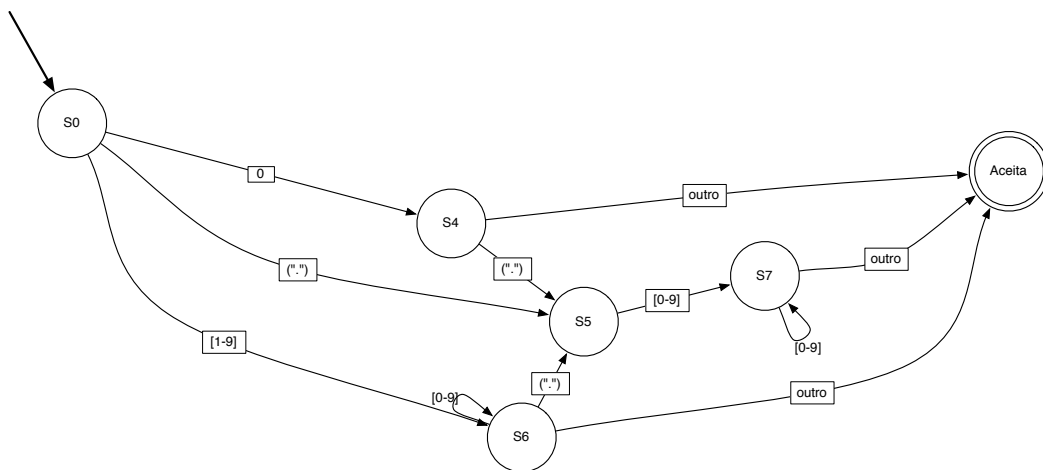 S0
0
S4
outro
Aceita
(".")
(".")
S5
[0-9]
S7
outro
[0-9]
[1-9]
[0-9]
(".")
S6
outro